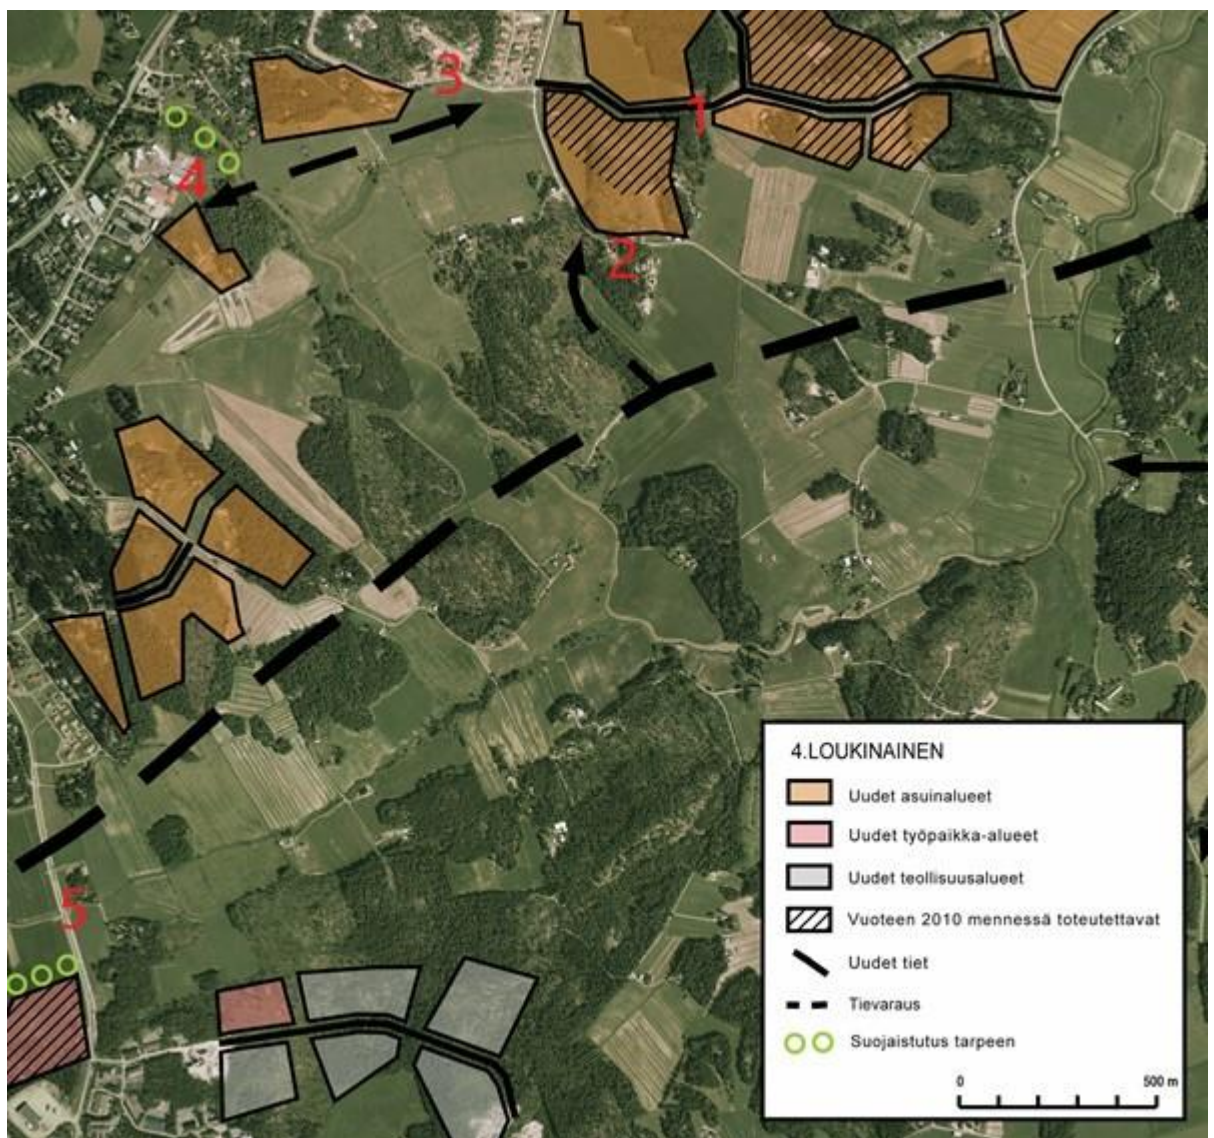 3
1
4
2
5
4.LOUKINAINEN
Uudet asuinalueet
Uudet työpaikka-alueet
Uudet teollisuusalueet
Vuoteen 2010 mennessä toteutettavat
Uudet tiet
Tievaraus
Suojaistutus tarpeen
0 500 m